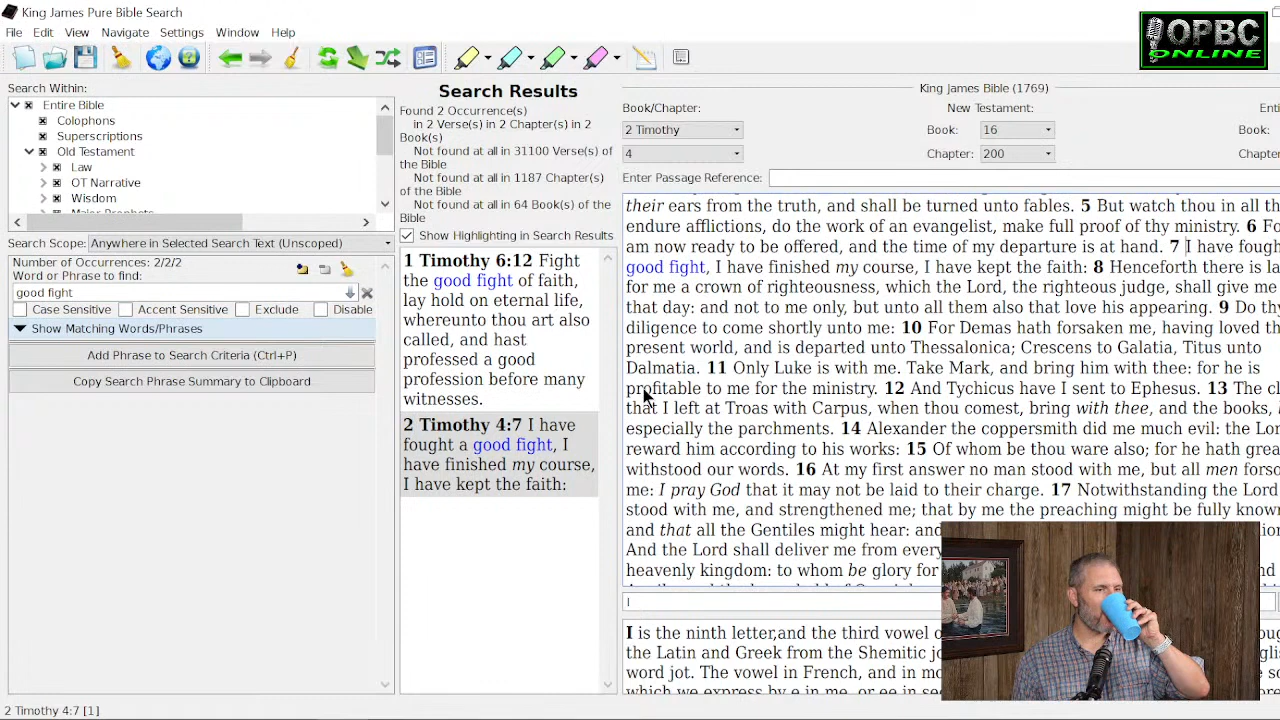 King James Pure Bible Search
File Edit View Navigate Settings Window Help
OPBC
ONLINE
Search Within:
Entire Bible
Colophons
Superscriptions
Old Testament
Law
OT Narrative
Wisdom
Major Prophets
Search Scope: Anywhere in Selected Search Text (Unscoped)
Number of Occurrences: 2/2/2
Word or Phrase to find:
good fight
Case Sensitive Accent Sensitive Exclude Disable
Show Matching Words/Phrases
Add Phrase to Search Criteria (Ctrl+P)
Copy Search Phrase Summary to Clipboard
Search Results
Found 2 Occurrence(s)
in 2 Verse(s) in 2 Chapter(s) in 2
Book(s)
Not found at all in 31100 Verse(s) of
the Bible
Not found at all in 1187 Chapter(s)
of the Bible
Not found at all in 64 Book(s) of the
Bible
Show Highlighting in Search Results
1 Timothy 6:12 Fight
the good fight of faith,
lay hold on eternal life,
whereunto thou art also
called, and hast
professed a good
profession before many
witnesses.
2 Timothy 4:7 I have
fought a good fight, I
have finished my course,
I have kept the faith:
King James Bible (1769)
Book/Chapter: New Testament: Enti
2 Timothy Book: 16 Book:
4 Chapter: 200 Chapte
Enter Passage Reference:
their ears from the truth, and shall be turned unto fables. 5 But watch thou in all th
endure afflictions, do the work of an evangelist, make full proof of thy ministry. 6 Fo
am now ready to be offered, and the time of my departure is at hand. 7 I have fough
good fight, I have finished my course, I have kept the faith: 8 Henceforth there is la
for me a crown of righteousness, which the Lord, the righteous judge, shall give me
that day: and not to me only, but unto all them also that love his appearing. 9 Do th
diligence to come shortly unto me: 10 For Demas hath forsaken me, having loved th
present world, and is departed unto Thessalonica; Crescens to Galatia, Titus unto
Dalmatia. 11 Only Luke is with me. Take Mark, and bring him with thee: for he is
profitable to me for the ministry. 12 And Tychicus have I sent to Ephesus. 13 The cl
that I left at Troas with Carpus, when thou comest, bring with thee, and the books, b
especially the parchments. 14 Alexander the coppersmith did me much evil: the Lor
reward him according to his works: 15 Of whom be thou ware also; for he hath grea
withstood our words. 16 At my first answer no man stood with me, but all men forso
me: I pray God that it may not be laid to their charge. 17 Notwithstanding the Lord
stood with me, and strengthened me; that by me the preaching might be fully known
and that all the Gentiles might hear: and
And the Lord shall deliver me from every
heavenly kingdom: to whom be glory for
I
I is the ninth letter,and the third vowel o
the Latin and Greek from the Shemitic jo
word jot. The vowel in French, and in mo
which we express by e in me, or ee in see
2 Timothy 4:7 [1]